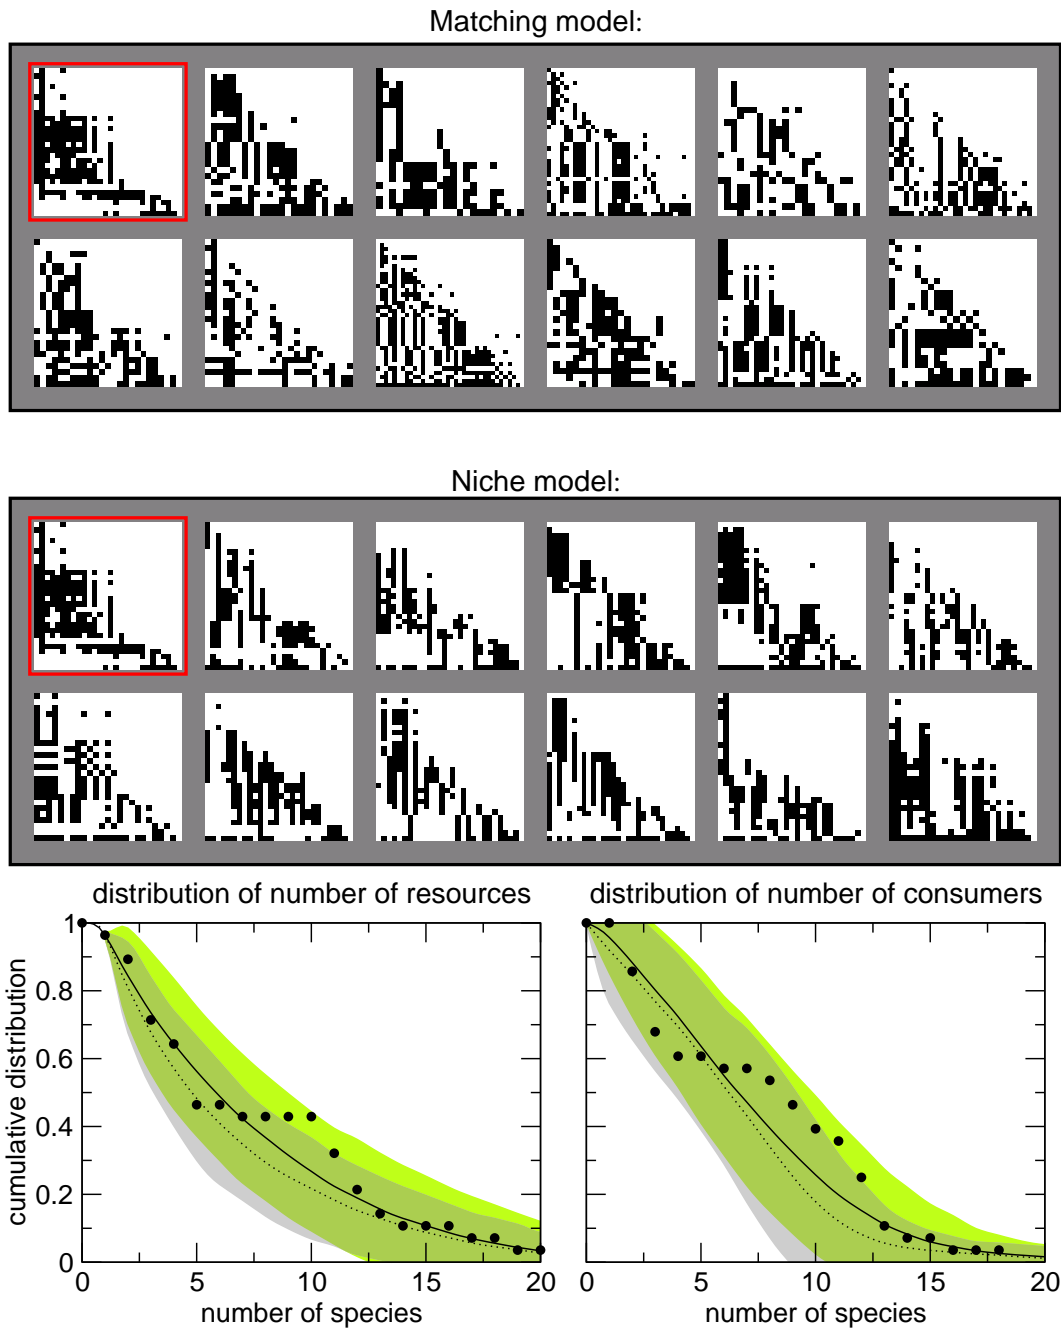 Matching model:
Niche model:
distribution of number of resources
distribution of number of consumers
cumulative distribution
1
0.8
0.6
0.4
0.2
0
0 5 10 15 20
0 5 10 15 20
number of species
number of species